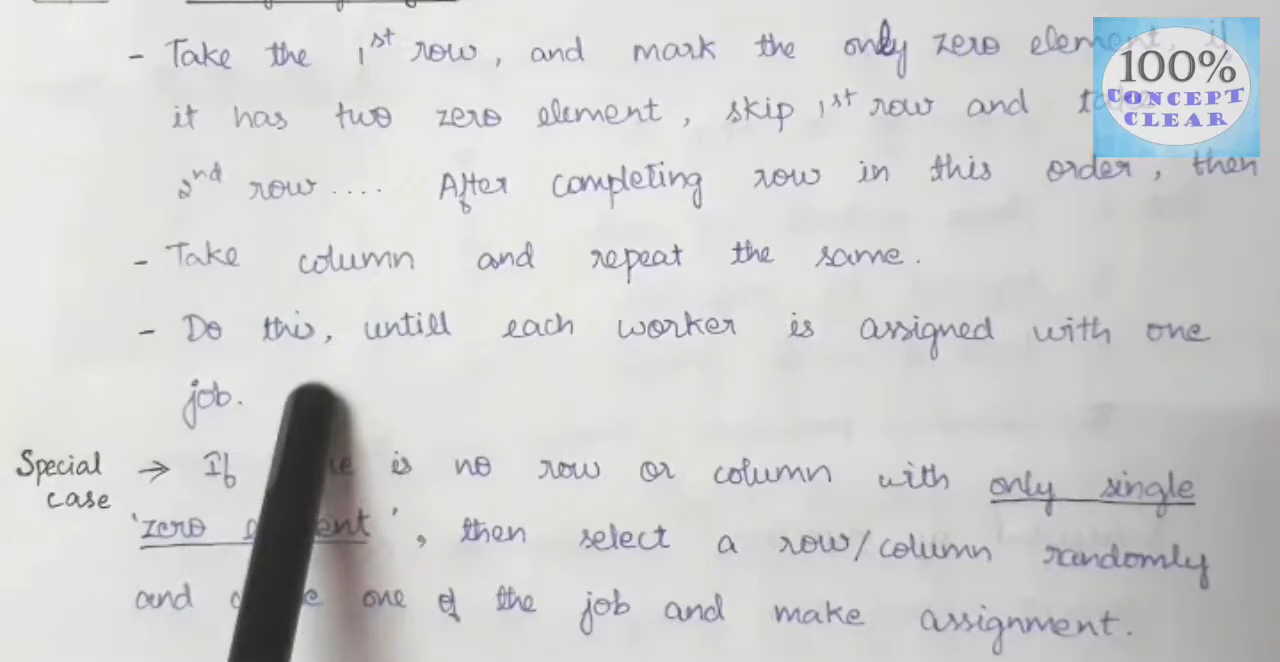 - Take the 1st row, and mark the only zero element, if
it has two zero element, skip 1st row and
2nd row .... After completing row in this order, then
- Take column and repeat the same.
- Do this, untill each worker is assigned with one
job.
Special case → If is no row or column with only single
'zero ', then select a row/column randomly
and one of the job and make assignment.
100%
CONCEPT
CLEAR